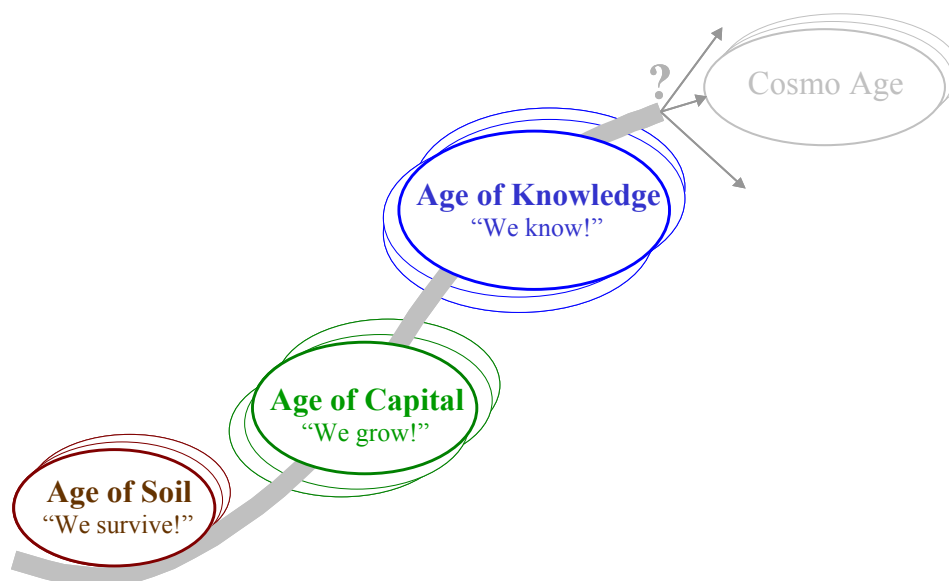 ?
Cosmo Age
Age of Knowledge
“We know!”
Age of Capital
“We grow!”
Age of Soil
“We survive!”